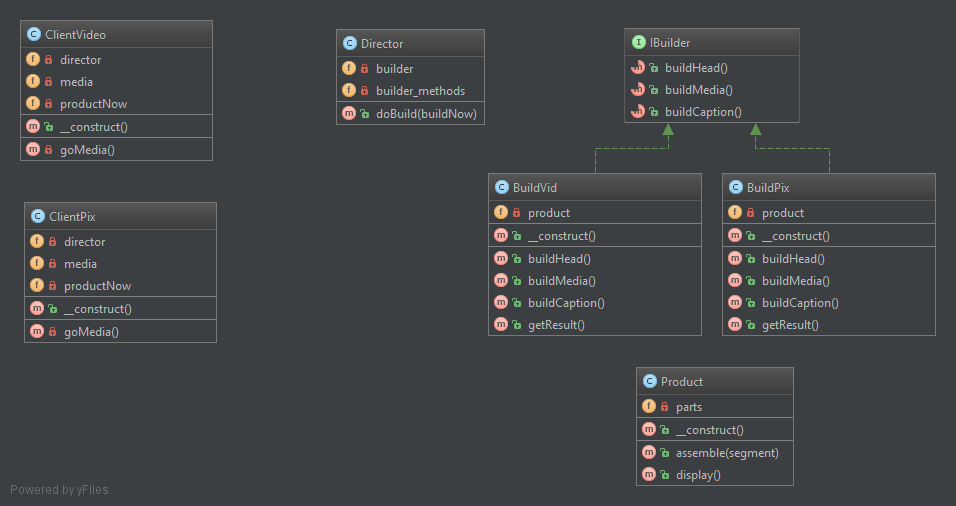 ClientVideo
director
media
productNow
__construct()
goMedia()
ClientPix
director
media
productNow
__construct()
goMedia()
Director
builder
builder_methods
doBuild(buildNow)
IBuilder
buildHead()
buildMedia()
buildCaption()
BuildVid
product
__construct()
buildHead()
buildMedia()
buildCaption()
getResult()
BuildPix
product
__construct()
buildHead()
buildMedia()
buildCaption()
getResult()
Product
parts
__construct()
assemble(segment)
display()
Powered by yFiles